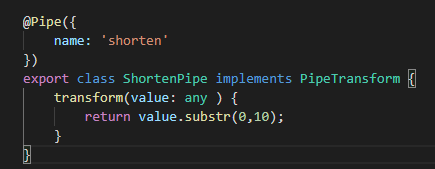 @Pipe({
    name: 'shorten'
})
export class ShortenPipe implements PipeTransform {
    transform(value: any ) {
        return value.substr(0,10);
    }
}